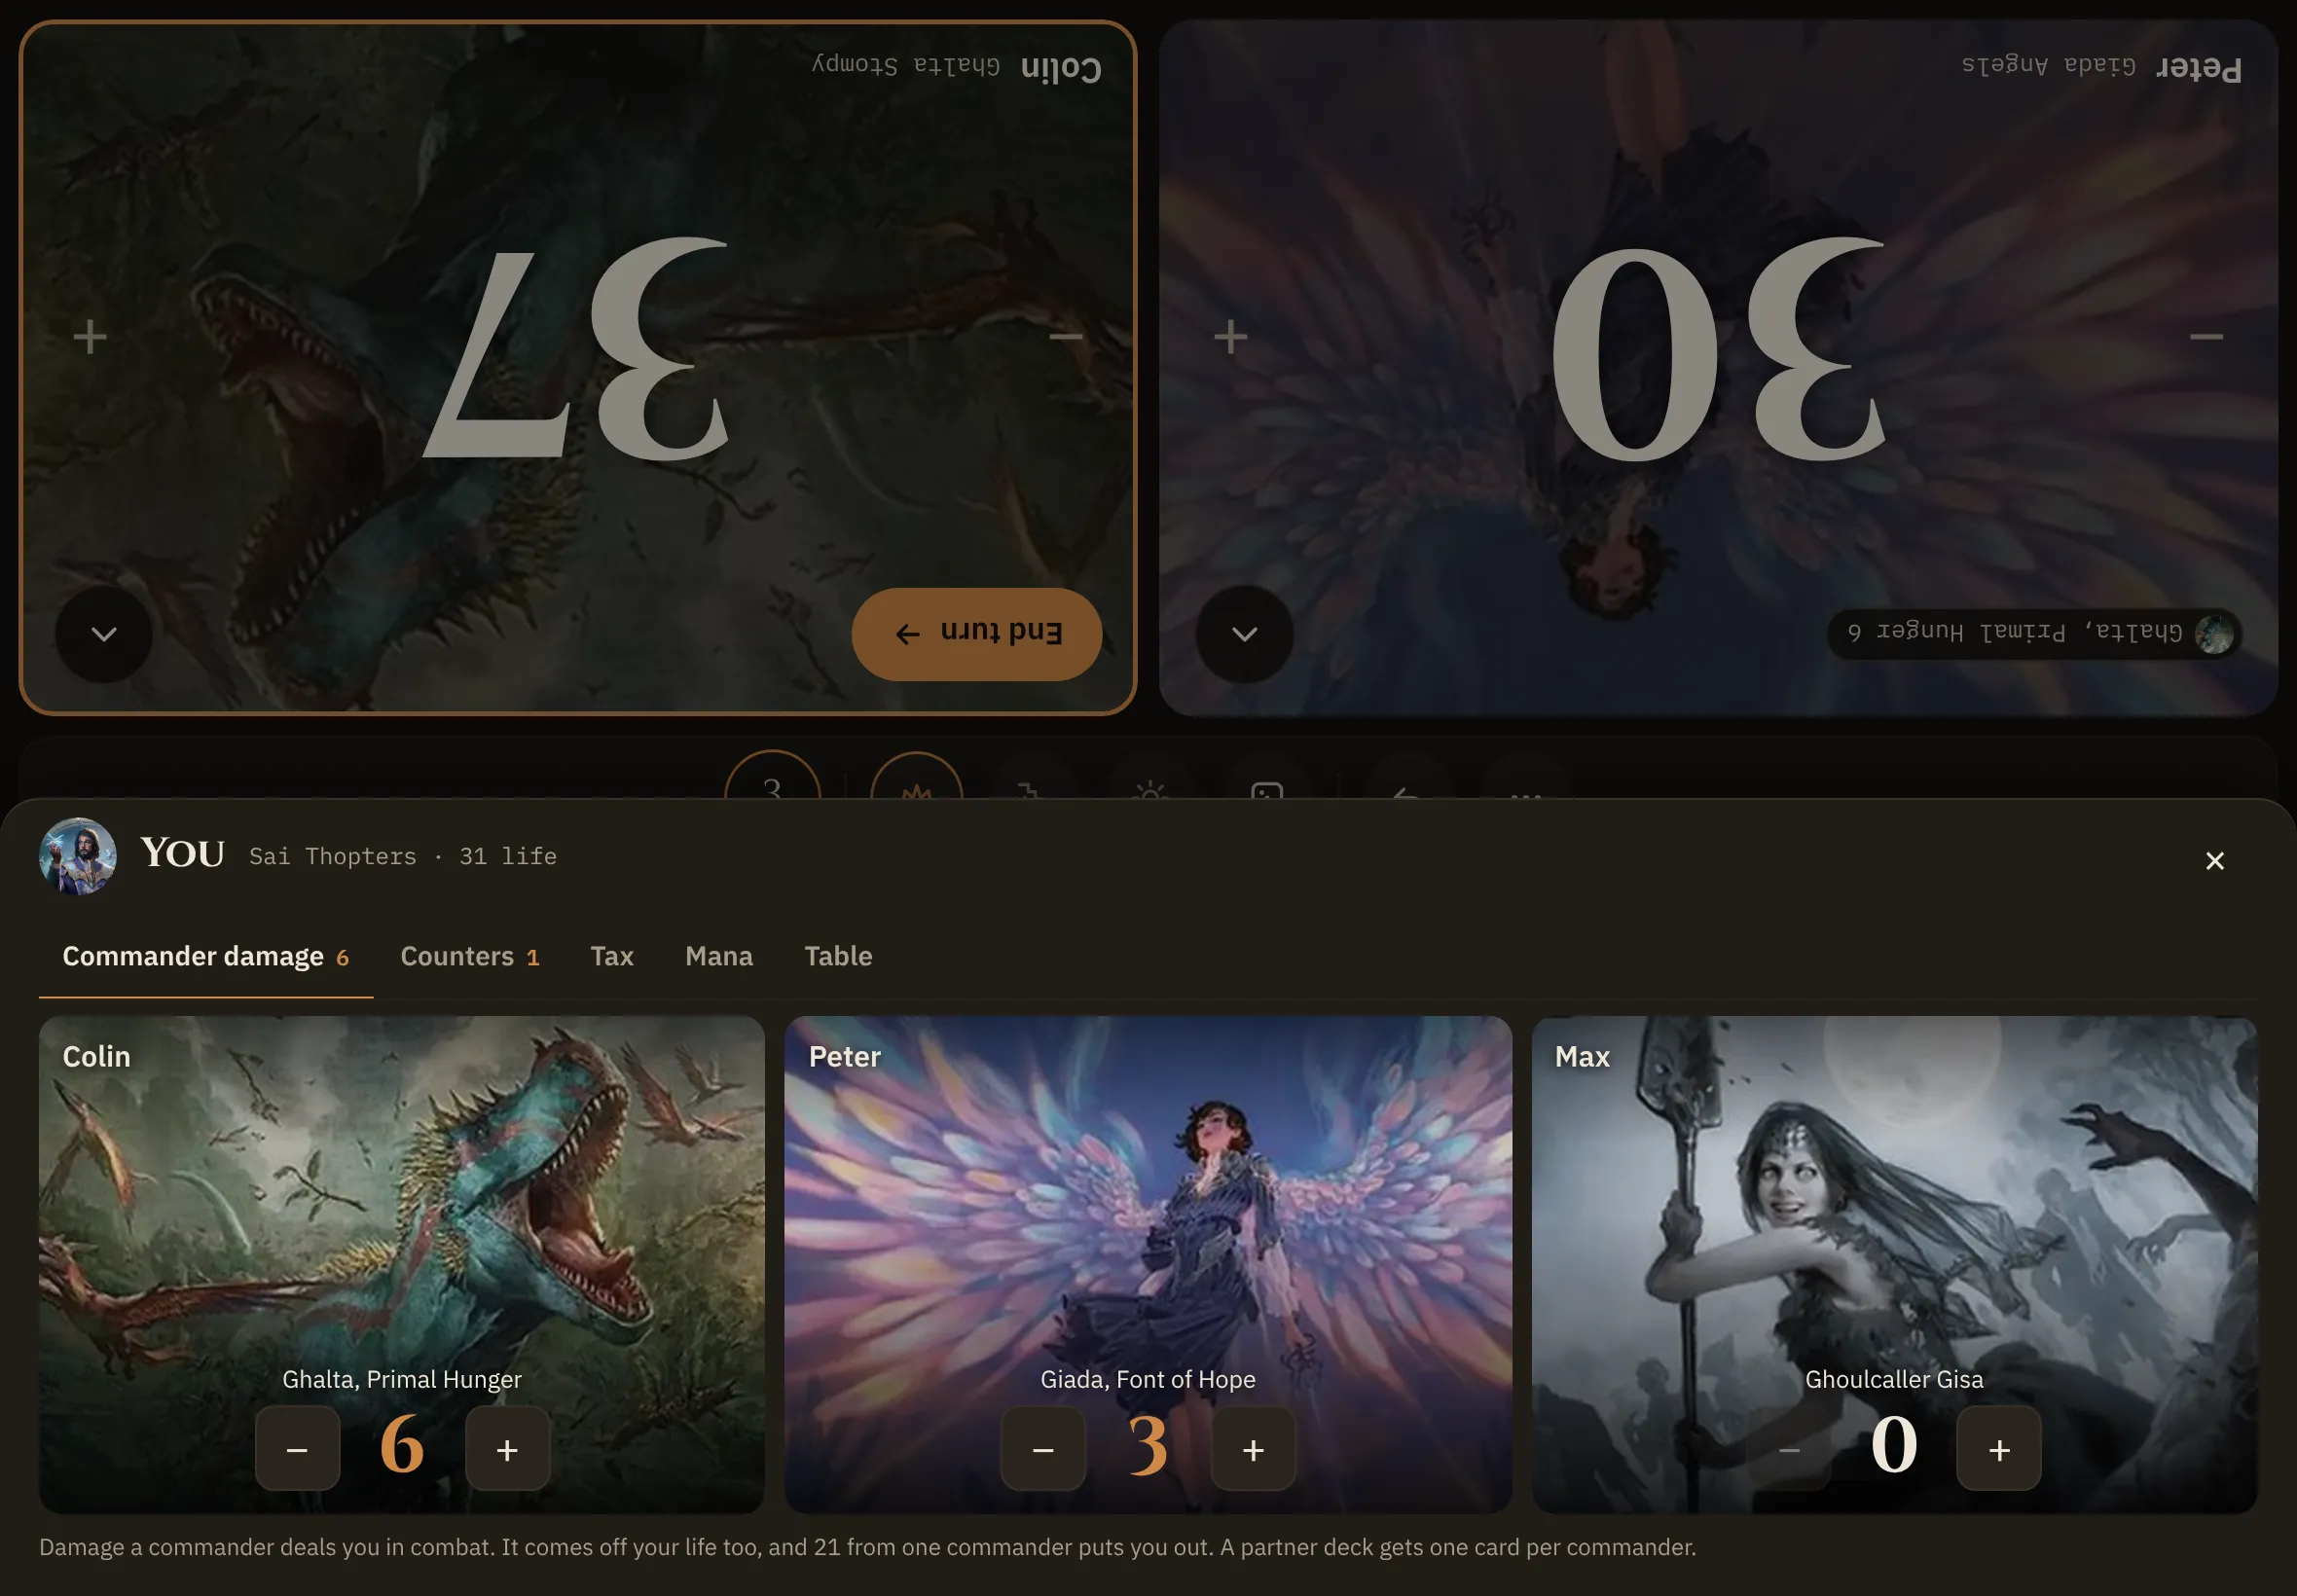 Colin Ghalta Stompy
37
End turn ←
Peter Giada Angels
30
Ghalta, Primal Hunger 6
3
YOU Sai Thopters · 31 life
Commander damage 6 Counters 1 Tax Mana Table
Colin
Ghalta, Primal Hunger
− 6 +
Peter
Giada, Font of Hope
− 3 +
Max
Ghoulcaller Gisa
− 0 +
Damage a commander deals you in combat. It comes off your life too, and 21 from one commander puts you out. A partner deck gets one card per commander.